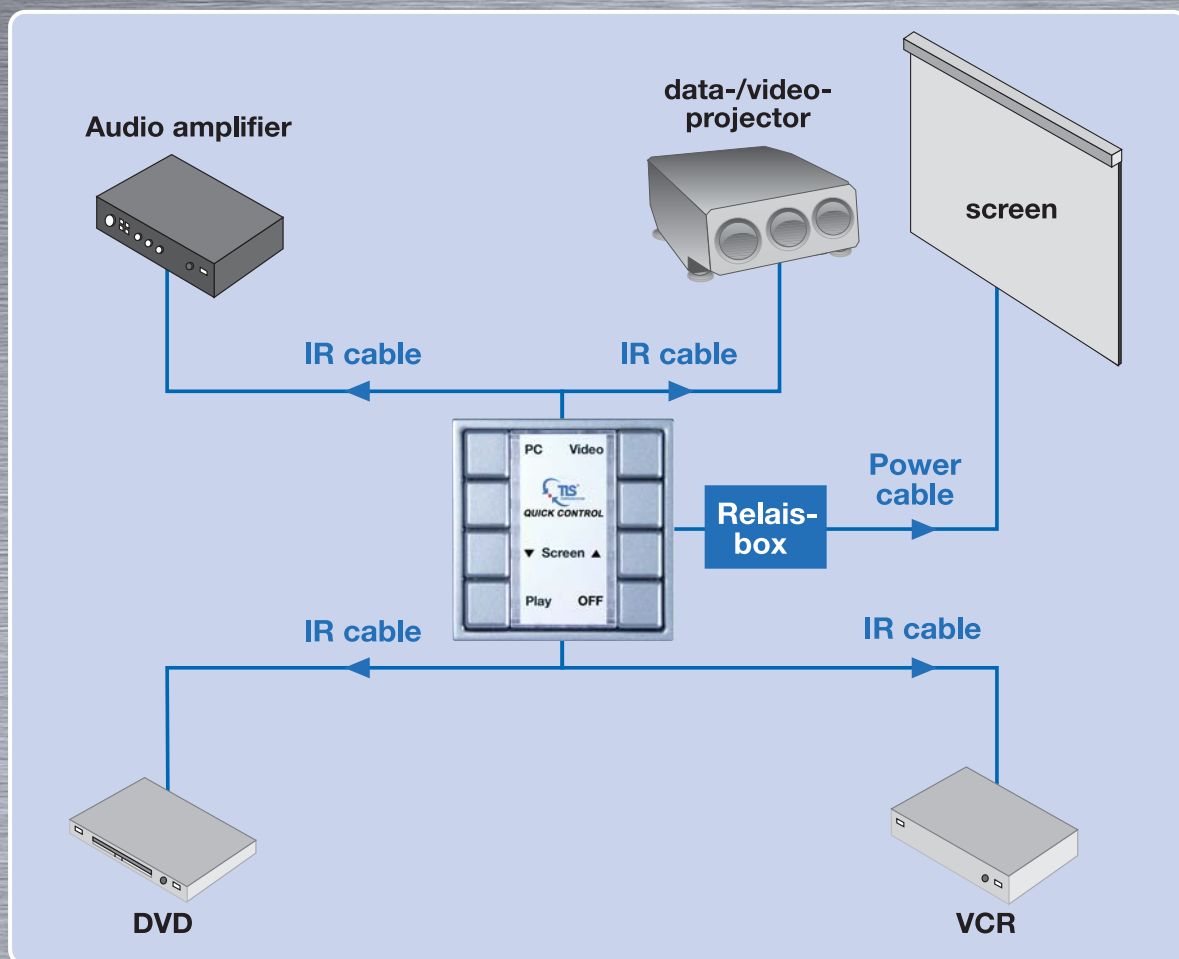 Audio amplifier
data-/video-
projector
screen
IR cable
IR cable
PC Video
TLS
QUICK CONTROL
▼ Screen ▲
Play OFF
Relais-
box
Power
cable
IR cable
IR cable
DVD
VCR